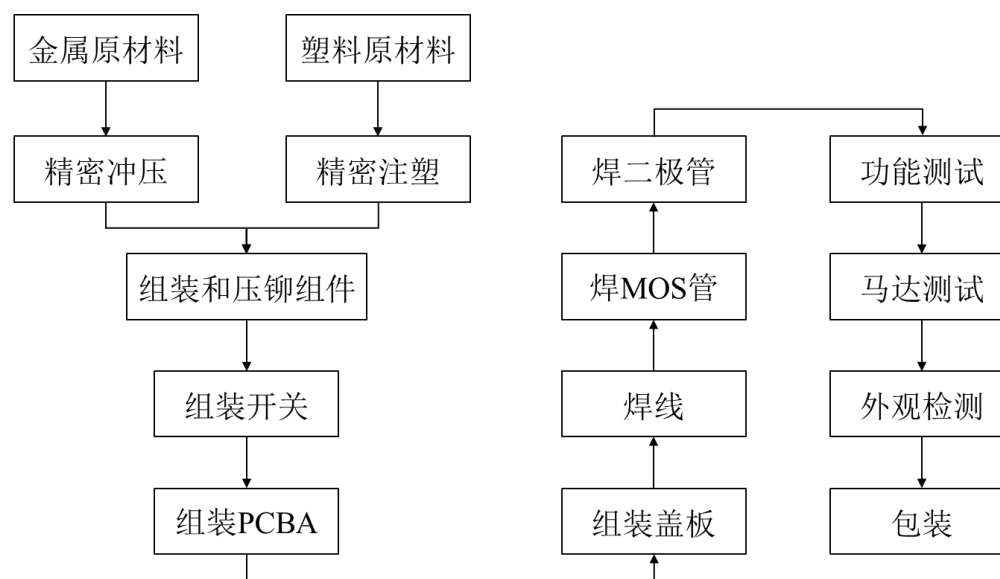 金属原材料
塑料原材料
精密冲压
精密注塑
组装和压铆组件
组装开关
组装PCBA
组装盖板
焊线
焊MOS管
焊二极管
功能测试
马达测试
外观检测
包装